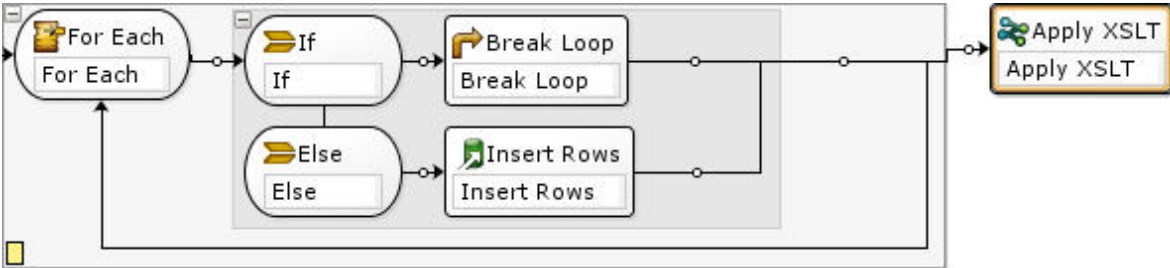 For Each
For Each
If
If
Break Loop
Break Loop
Else
Else
Insert Rows
Insert Rows
Apply XSLT
Apply XSLT